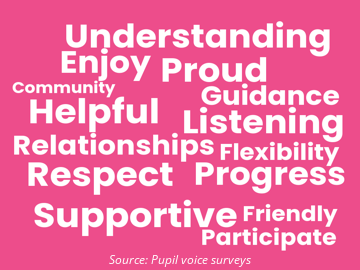 Understanding
Enjoy Proud
Community
Guidance
Helpful
Listening
Relationships Flexibility
Respect Progress
Supportive Friendly
Participate
Source: Pupil voice surveys